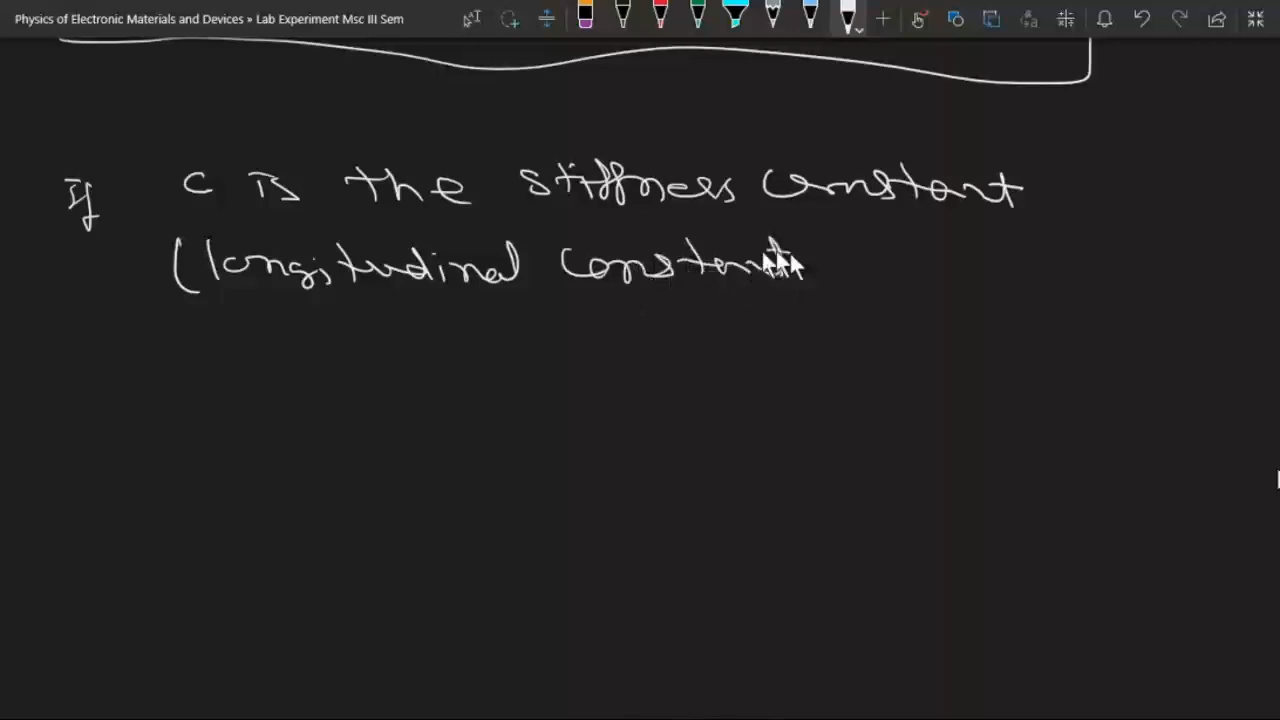 Physics of Electronic Materials and Devices » Lab Experiment Msc III Sem
If c is the stiffness constant
(longitudinal constant